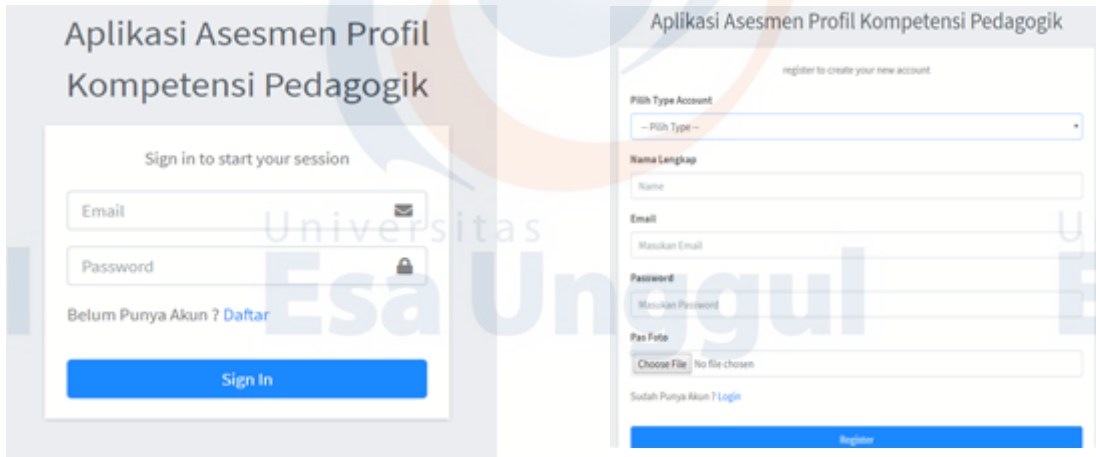 Aplikasi Asesmen Profil
Kompetensi Pedagogik
Sign in to start your session
Email
Password
Belum Punya Akun ? Daftar
Sign In
Aplikasi Asesmen Profil Kompetensi Pedagogik
register to create your new account
Pilih Type Account
-- Pilih Type --
Nama Lengkap
Name
Email
Masukan Email
Password
Masukan Password
Pas Foto
Choose File No file chosen
Sudah Punya Akun ? Login
Register
Universitas
Esa Unggul
U
E